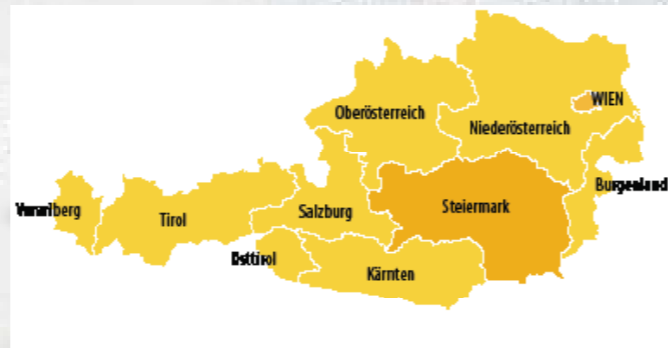 Oberösterreich
WIEN
Niederösterreich
Burgenland
Vorarlberg
Tirol
Salzburg
Steiermark
Osttirol
Kärnten